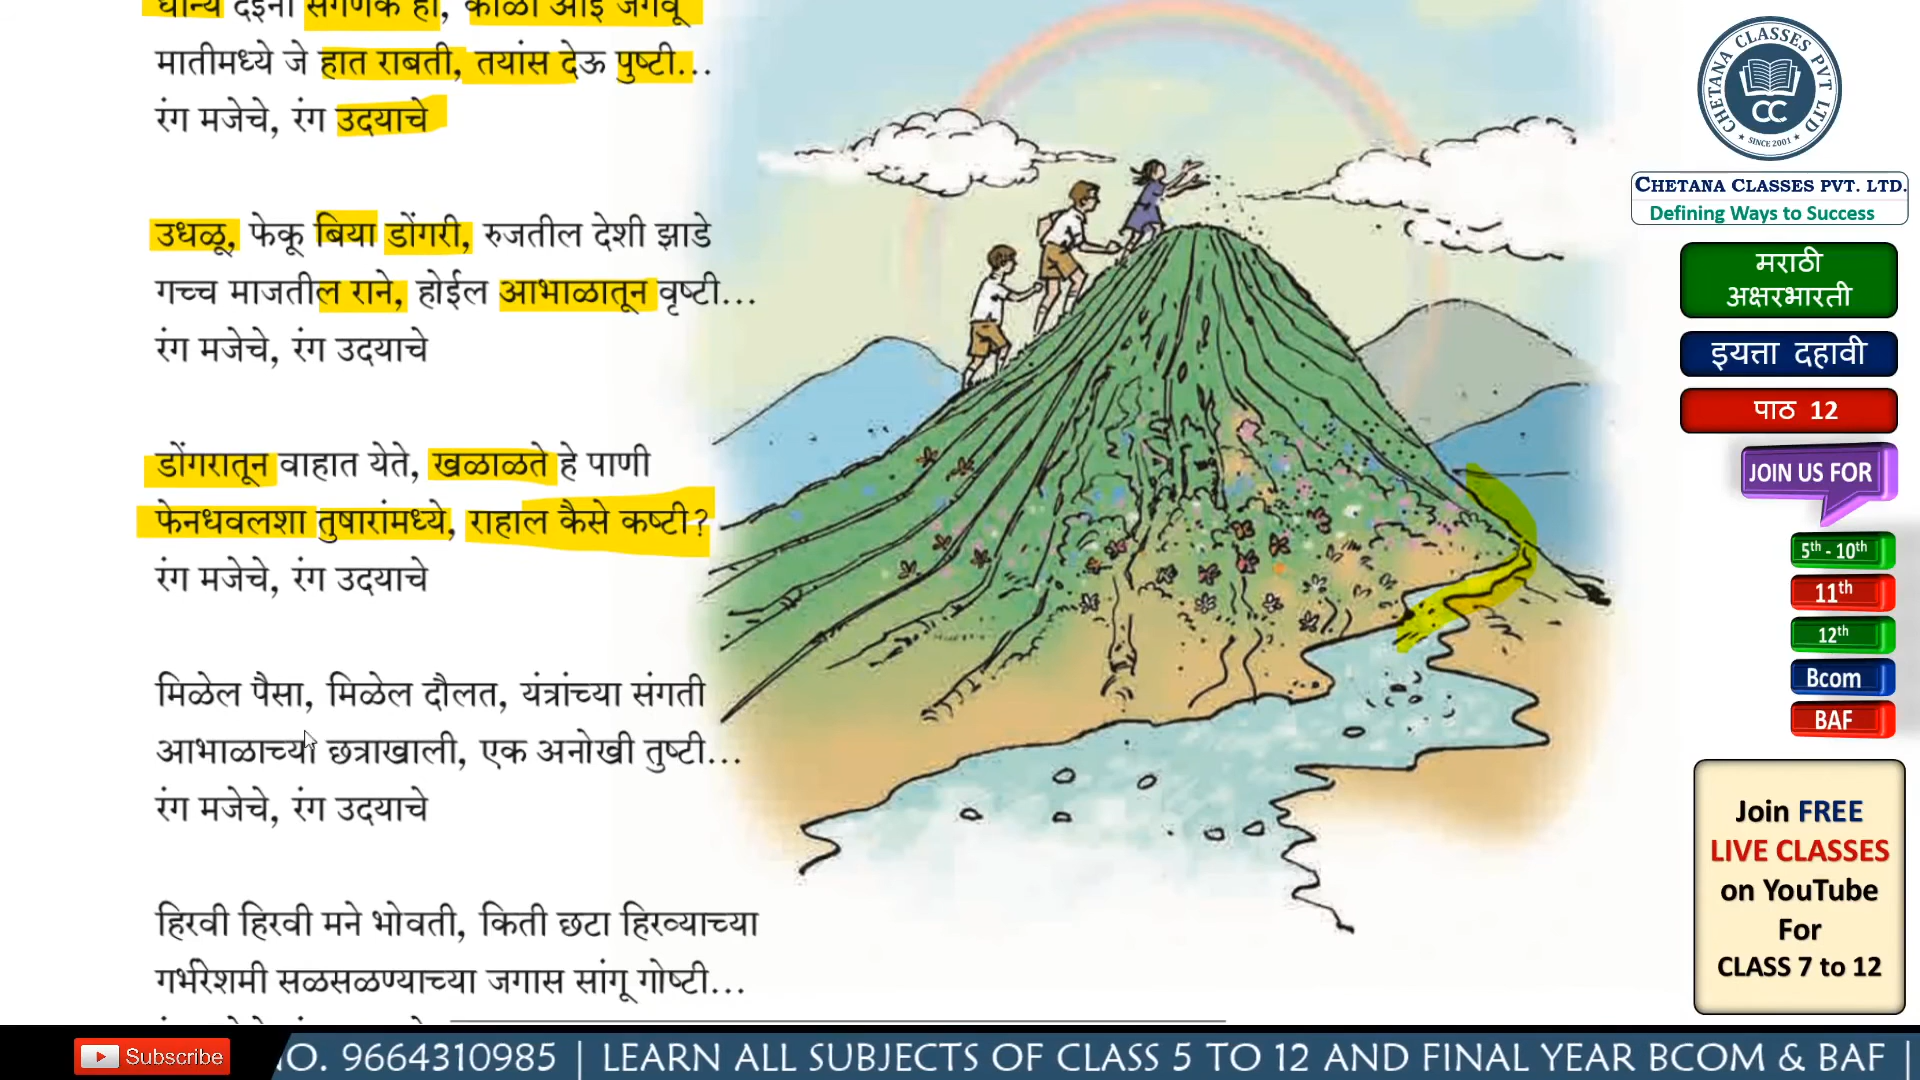 धान्य देईना संगणक हा, काळी आई जगवू
मातीमध्ये जे हात राबती, तयांस देऊ पुष्टी...
रंग मजेचे, रंग उदयाचे
उधळू, फेकू बिया डोंगरी, रुजतील देशी झाडे
गच्च माजतील राने, होईल आभाळातून वृष्टी...
रंग मजेचे, रंग उदयाचे
डोंगरातून वाहात येते, खळाळते हे पाणी
फेनधवलशा तुषारांमध्ये, राहाल कैसे कष्टी?
रंग मजेचे, रंग उदयाचे
मिळेल पैसा, मिळेल दौलत, यंत्रांच्या संगती
आभाळाच्या छत्राखाली, एक अनोखी तुष्टी...
रंग मजेचे, रंग उदयाचे
हिरवी हिरवी मने भोवती, किती छटा हिरव्याच्या
गर्भरेशमी सळसळण्याच्या जगास सांगू गोष्टी...
CHETANA CLASSES PVT LTD
CC
SINCE 2001
CHETANA CLASSES PVT. LTD.
Defining Ways to Success
मराठी
अक्षरभारती
इयत्ता दहावी
पाठ 12
JOIN US FOR
5th - 10th
11th
12th
Bcom
BAF
Join FREE
LIVE CLASSES
on YouTube
For
CLASS 7 to 12
Subscribe
NO. 9664310985 | LEARN ALL SUBJECTS OF CLASS 5 TO 12 AND FINAL YEAR BCOM & BAF |